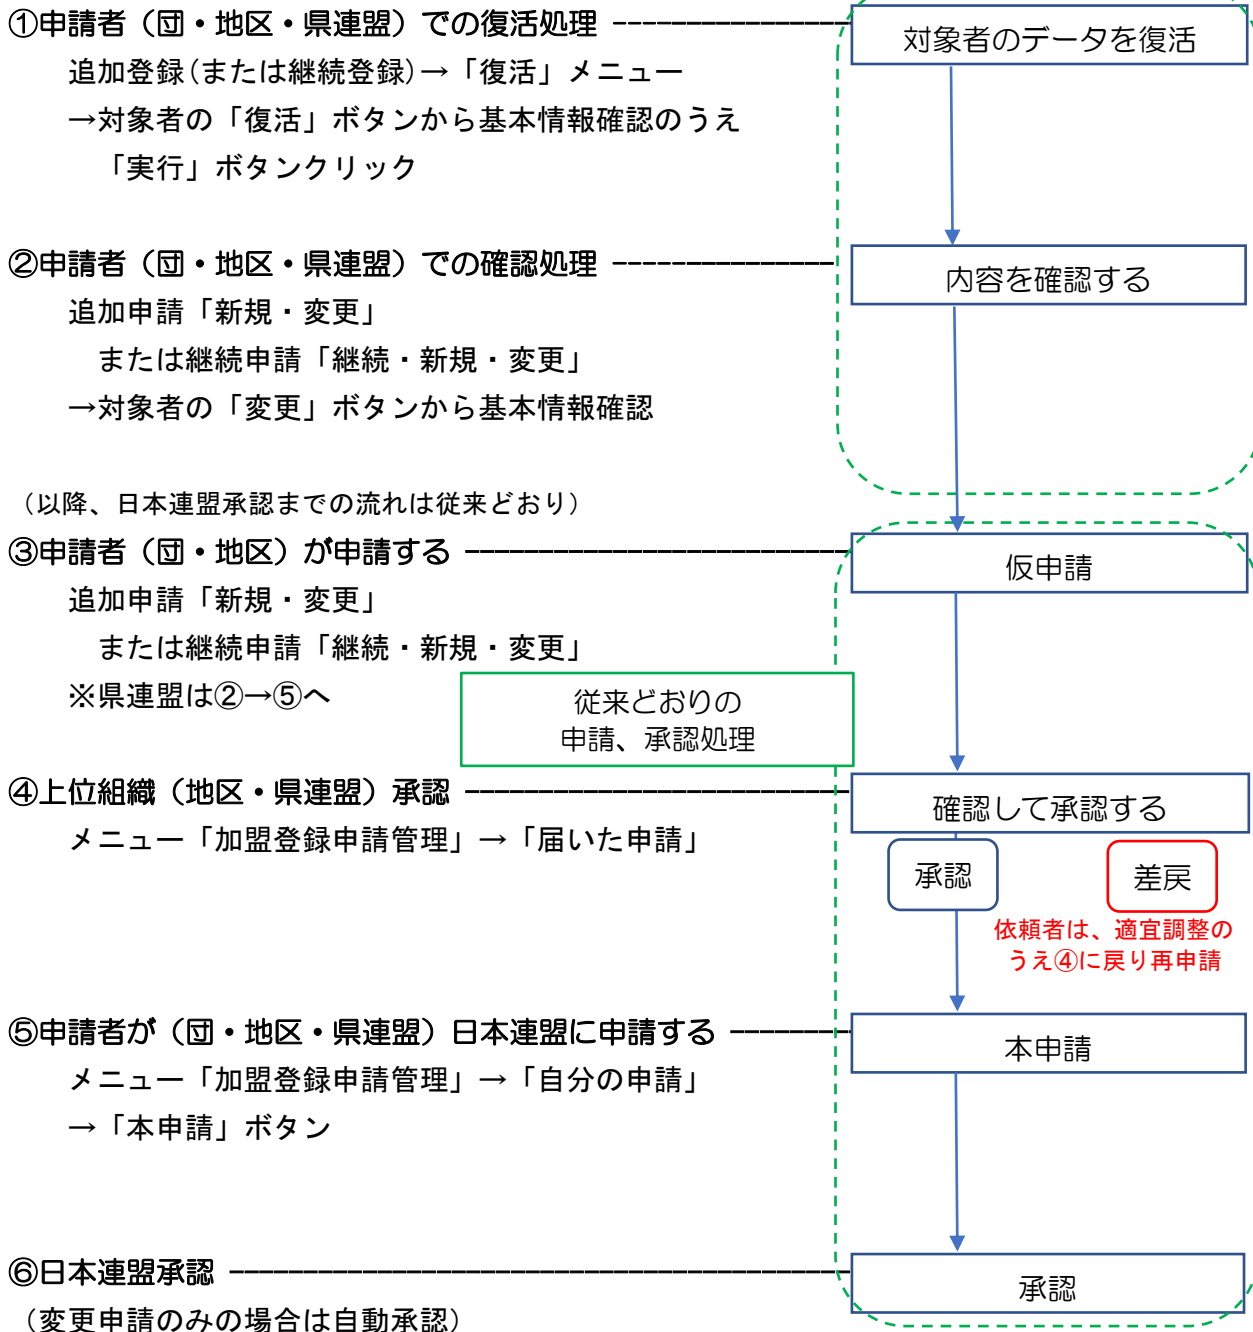 ①申請者（団・地区・県連盟）での復活処理
対象者のデータを復活
追加登録(または継続登録)→「復活」メニュー
→対象者の「復活」ボタンから基本情報確認のうえ
「実行」ボタンクリック
②申請者（団・地区・県連盟）での確認処理
内容を確認する
追加申請「新規・変更」
または継続申請「継続・新規・変更」
→対象者の「変更」ボタンから基本情報確認
（以降、日本連盟承認までの流れは従来どおり）
③申請者（団・地区）が申請する
仮申請
追加申請「新規・変更」
または継続申請「継続・新規・変更」
※県連盟は②→⑤へ
従来どおりの
申請、承認処理
④上位組織（地区・県連盟）承認
確認して承認する
メニュー「加盟登録申請管理」→「届いた申請」
承認
差戻
依頼者は、適宜調整の
うえ④に戻り再申請
⑤申請者が（団・地区・県連盟）日本連盟に申請する
本申請
メニュー「加盟登録申請管理」→「自分の申請」
→「本申請」ボタン
⑥日本連盟承認
承認
（変更申請のみの場合は自動承認）